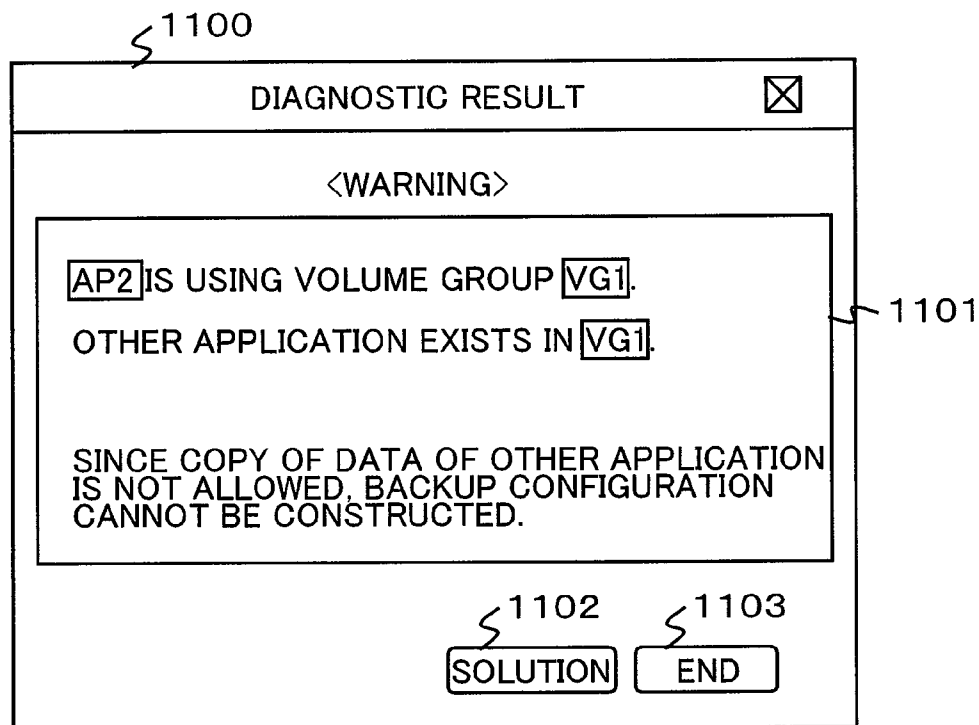 1100
DIAGNOSTIC RESULT
<WARNING>
AP2 IS USING VOLUME GROUP VG1.
1101
OTHER APPLICATION EXISTS IN VG1.
SINCE COPY OF DATA OF OTHER APPLICATION
IS NOT ALLOWED, BACKUP CONFIGURATION
CANNOT BE CONSTRUCTED.
1102 1103
SOLUTION END